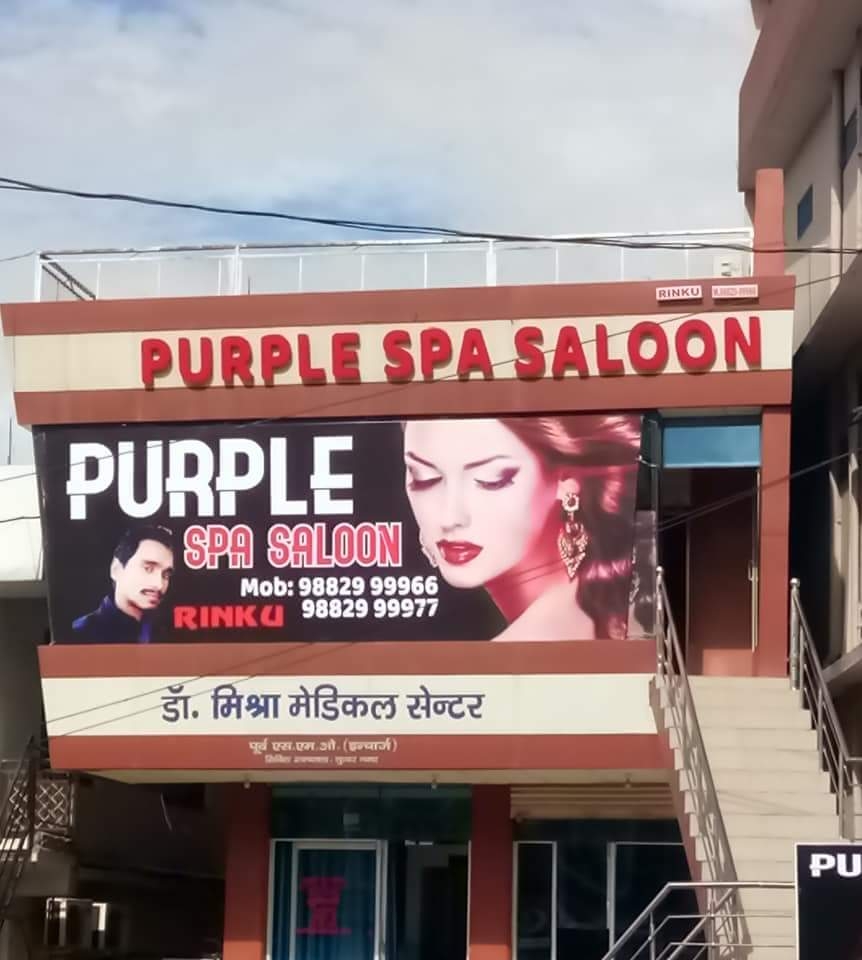 RINKU
PURPLE SPA SALOON
PURPLE
SPA SALOON
Mob: 98829 99966
98829 99977
RINKU
डॉ. मिश्रा मेडिकल सेन्टर
पूर्व एस.एम.ओ. (इन्चार्ज)
PU